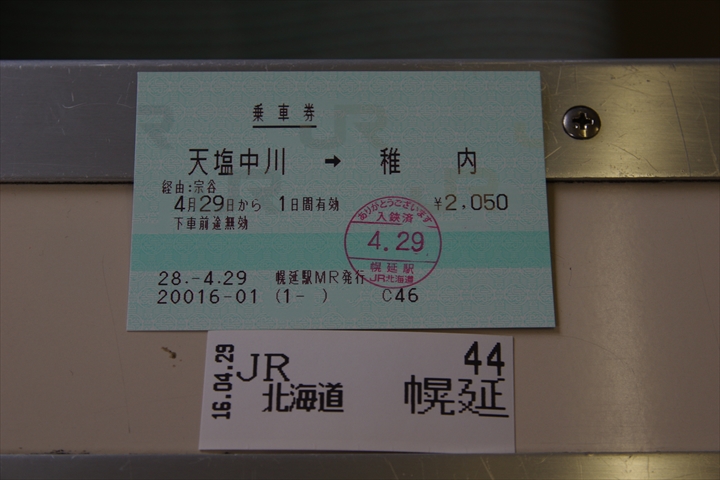 乗車券
天塩中川 → 稚内
経由:宗谷
4月29日から 1日間有効 ¥2,050
下車前途無効
ありがとうございます
入鋏済
4.29
幌延駅
JR北海道
28.-4.29 幌延駅MR発行
20016-01 (1- ) C46
16.04.29
JR 44
北海道 幌延